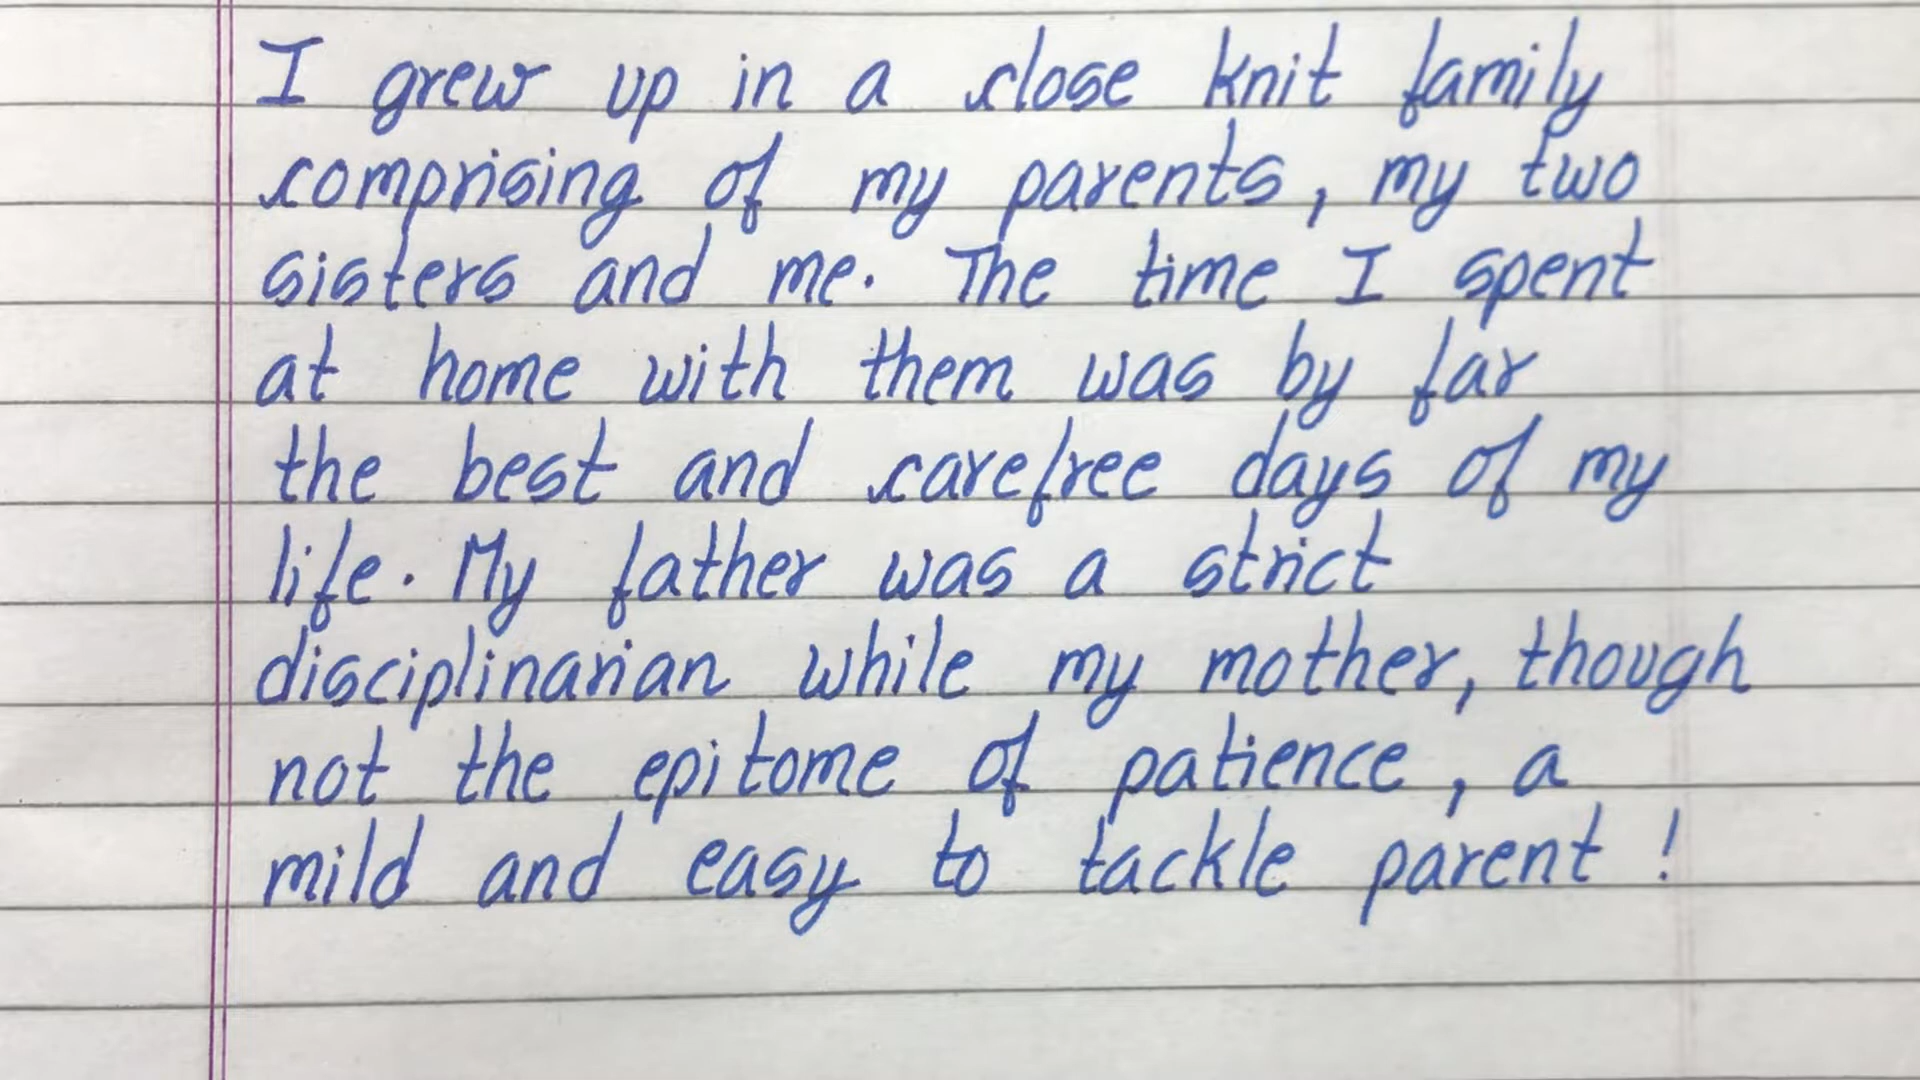 I grew up in a close knit family
comprising of my parents, my two
sisters and me. The time I spent
at home with them was by far
the best and carefree days of my
life. My father was a strict
disciplinarian while my mother, though
not the epitome of patience, a
mild and easy to tackle parent!